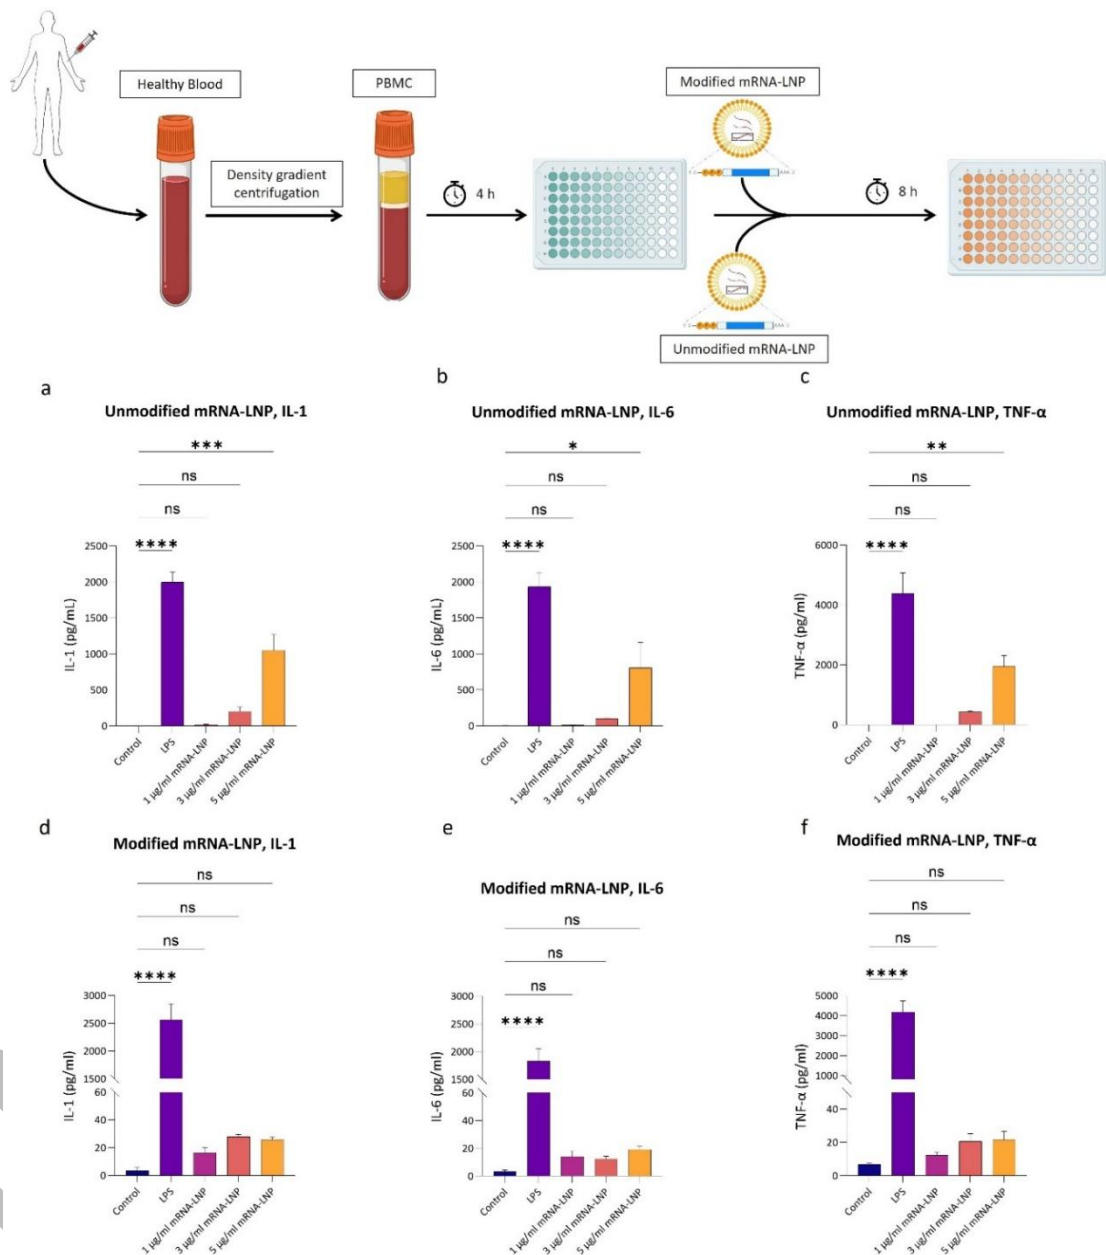 Healthy Blood
PBMC
Modified mRNA-LNP
Density gradient
centrifugation
4 h
8 h
Unmodified mRNA-LNP
a
Unmodified mRNA-LNP, IL-1
***
ns
ns
****
IL-1 (pg/mL)
2500
2000
1500
1000
500
0
Control
LPS
1 µg/ml mRNA-LNP
3 µg/ml mRNA-LNP
5 µg/ml mRNA-LNP
b
Unmodified mRNA-LNP, IL-6
*
ns
ns
****
IL-6 (pg/mL)
2500
2000
1500
1000
500
0
Control
LPS
1 µg/ml mRNA-LNP
3 µg/ml mRNA-LNP
5 µg/ml mRNA-LNP
c
Unmodified mRNA-LNP, TNF-α
**
ns
ns
****
TNF-α (pg/ml)
6000
4000
2000
0
Control
LPS
1 µg/ml mRNA-LNP
3 µg/ml mRNA-LNP
5 µg/ml mRNA-LNP
d
Modified mRNA-LNP, IL-1
ns
ns
ns
****
IL-1 (pg/ml)
3000
2500
2000
1500
60
40
20
0
Control
LPS
1 µg/ml mRNA-LNP
3 µg/ml mRNA-LNP
5 µg/ml mRNA-LNP
e
Modified mRNA-LNP, IL-6
ns
ns
ns
****
IL-6 (pg/ml)
3000
2500
2000
1500
60
40
20
0
Control
LPS
1 µg/ml mRNA-LNP
3 µg/ml mRNA-LNP
5 µg/ml mRNA-LNP
f
Modified mRNA-LNP, TNF-α
ns
ns
ns
****
TNF-α (pg/ml)
5000
4000
3000
2000
1000
60
40
20
0
Control
LPS
1 µg/ml mRNA-LNP
3 µg/ml mRNA-LNP
5 µg/ml mRNA-LNP